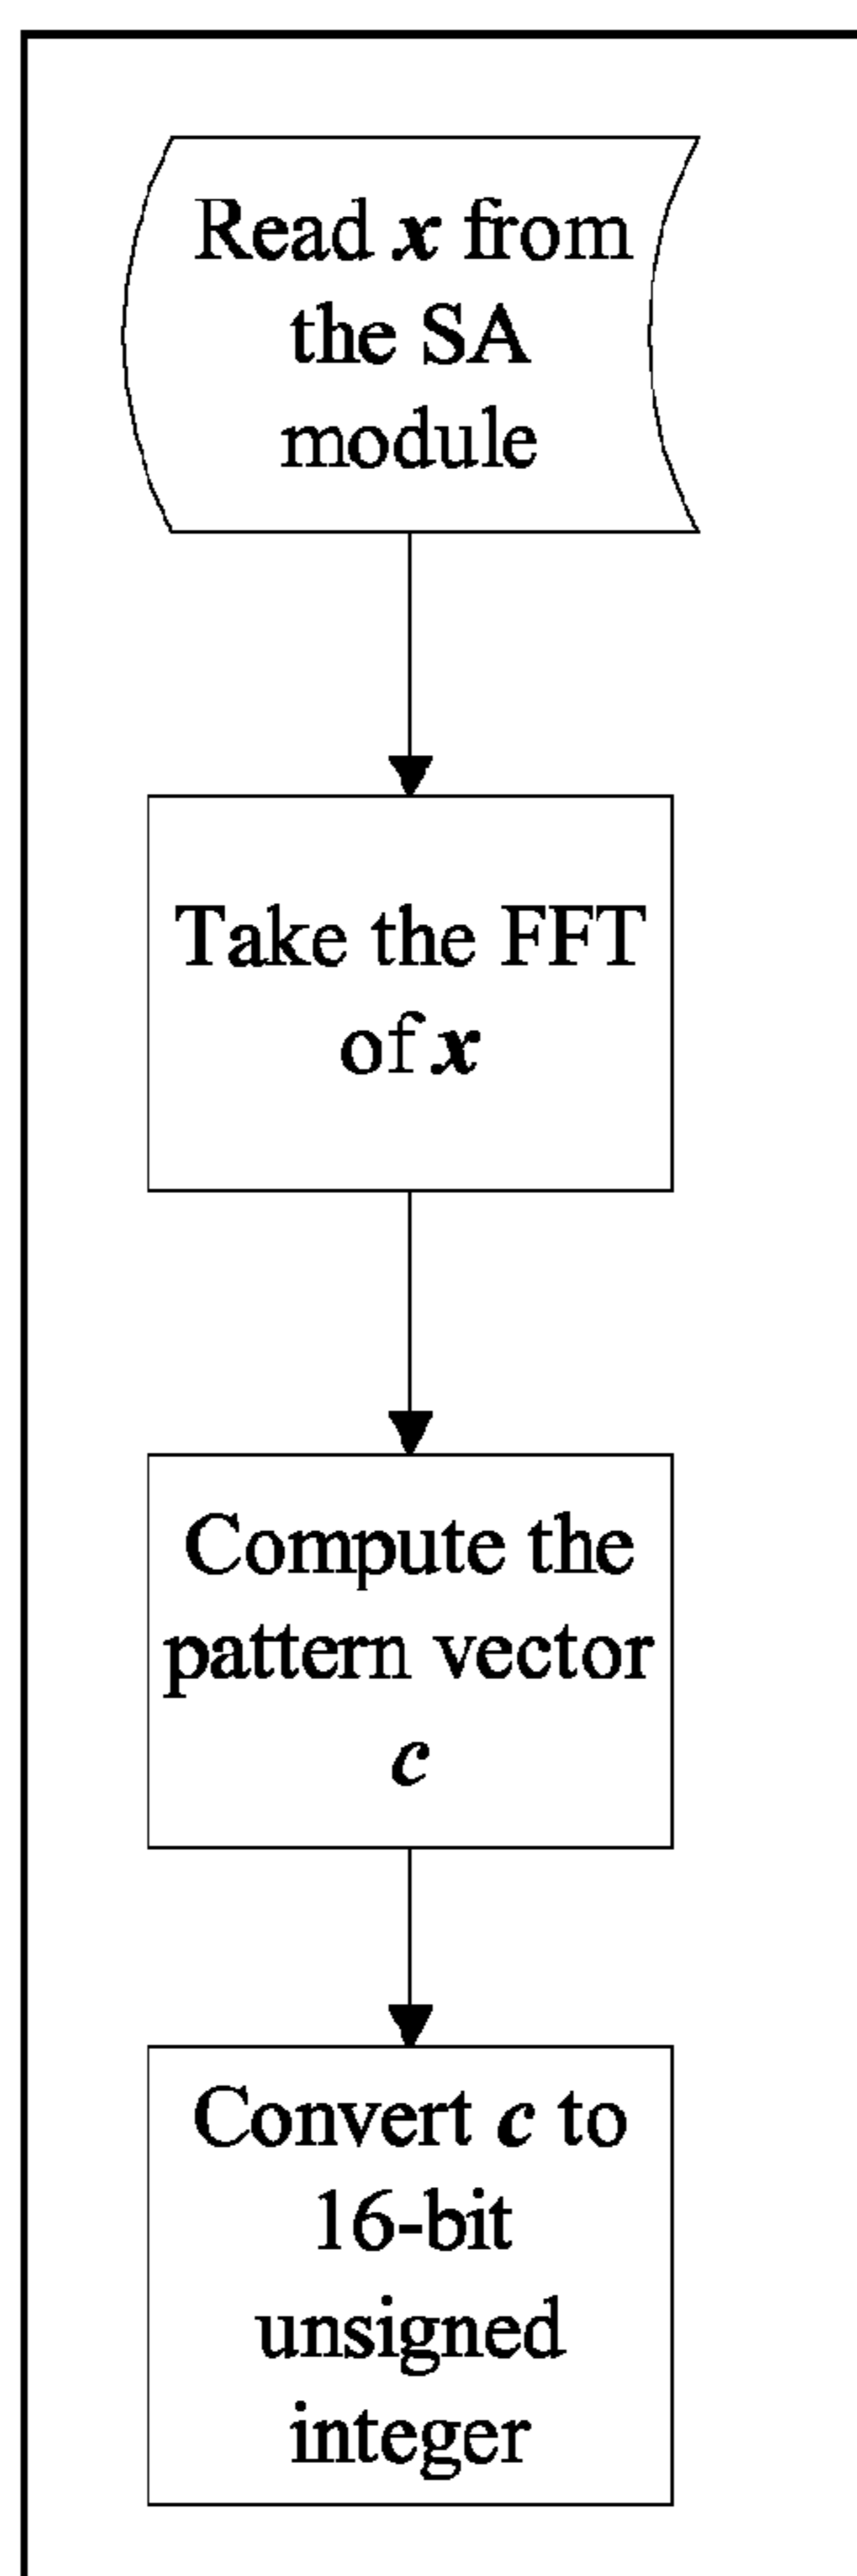 Read x from
the SA
module
Take the FFT
of x
Compute the
pattern vector
c
Convert c to
16-bit
unsigned
integer